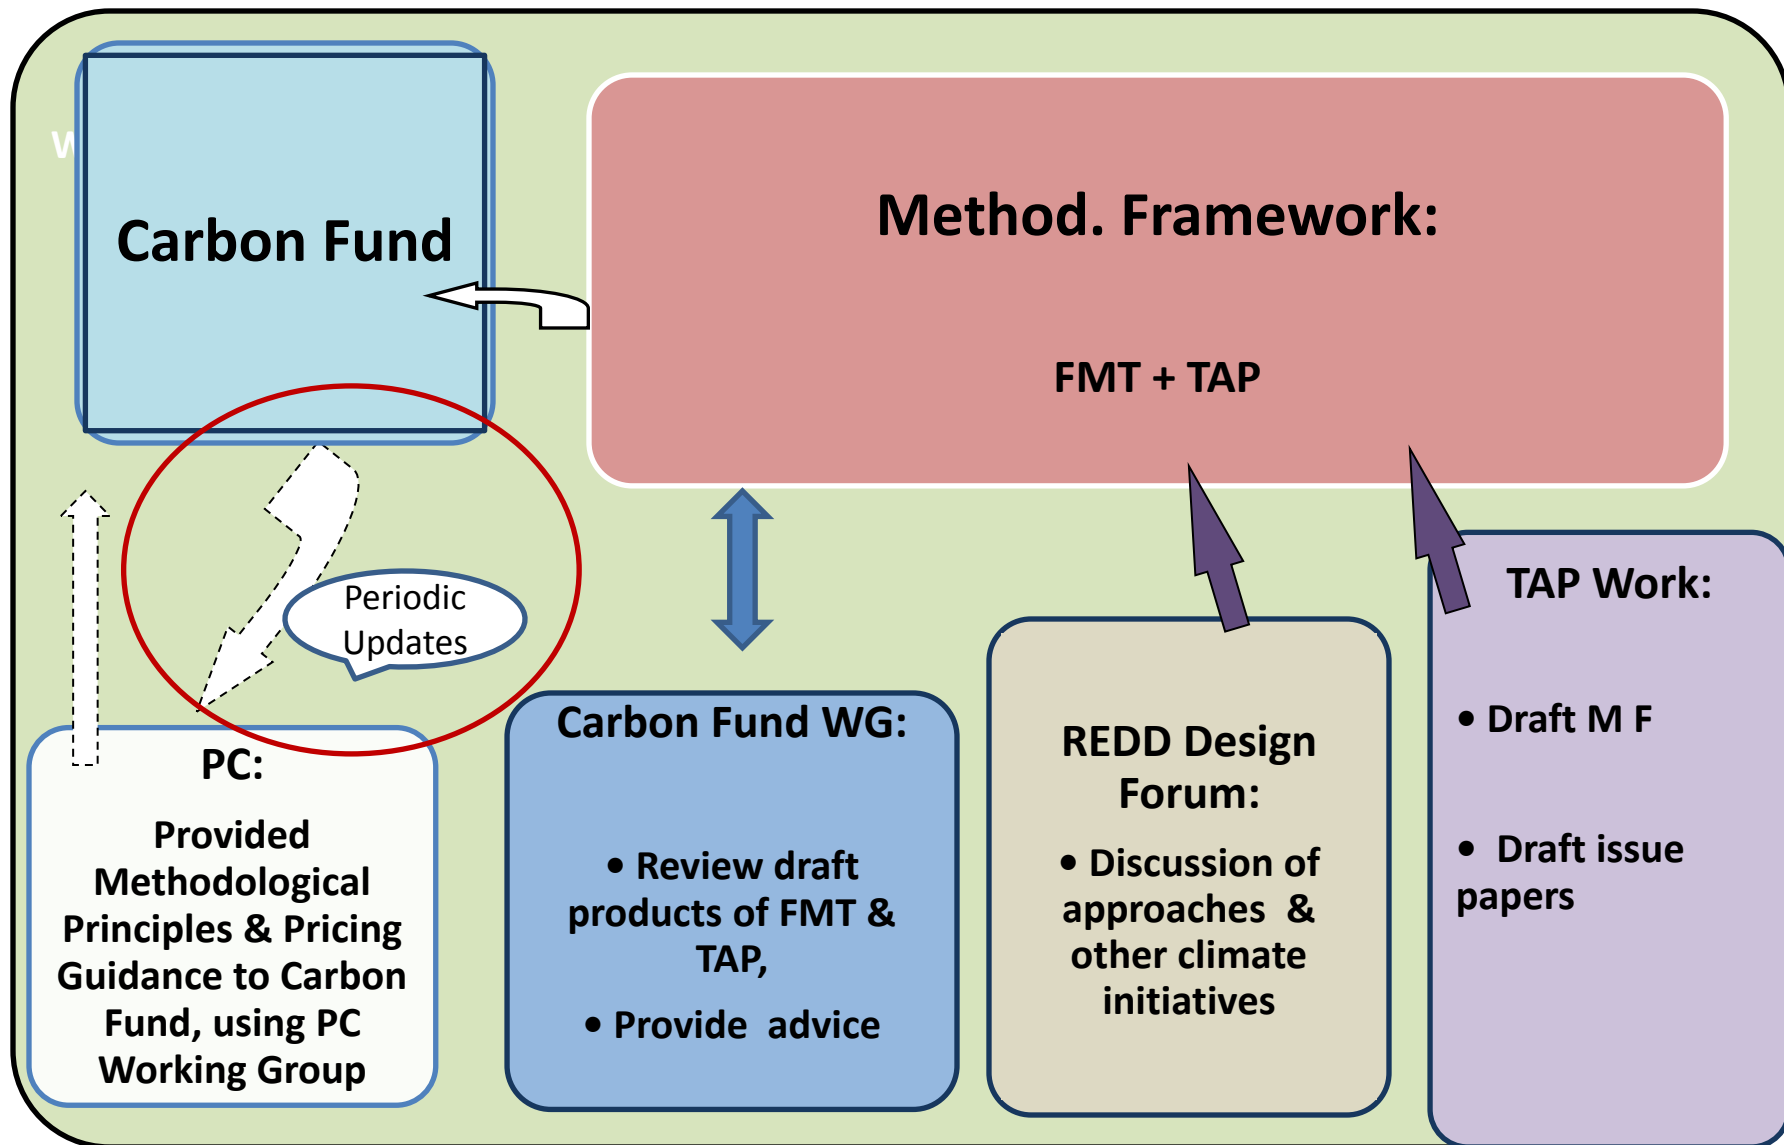 Carbon Fund
Method. Framework:
FMT + TAP
Periodic
Updates
PC:
Provided
Methodological
Principles & Pricing
Guidance to Carbon
Fund, using PC
Working Group
Carbon Fund WG:
• Review draft
products of FMT &
TAP,
• Provide advice
REDD Design
Forum:
• Discussion of
approaches &
other climate
initiatives
TAP Work:
• Draft M F
• Draft issue
papers